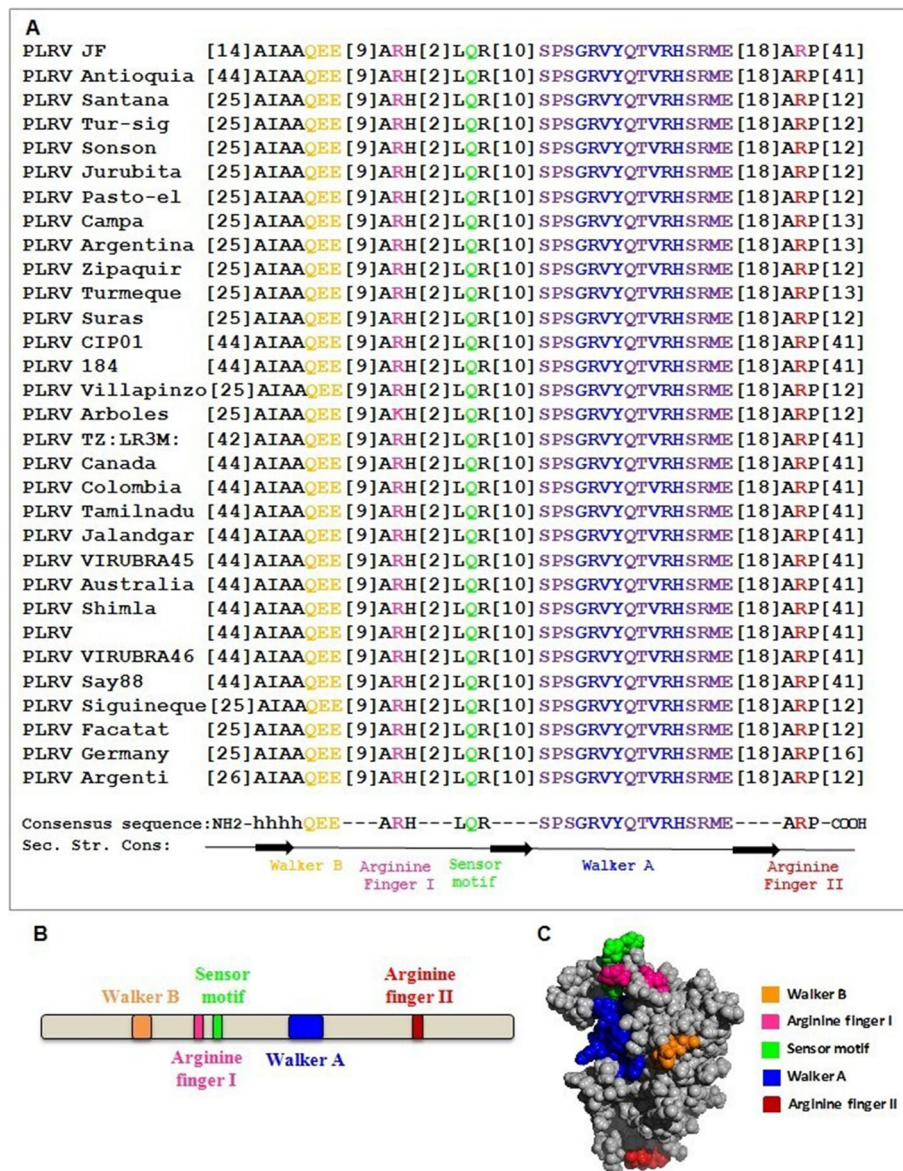 A
PLRV JF [14]AIAAQEE[9]ARH[2]LQR[10]SPSGRVYQTVRHSRME[18]ARP[41]
PLRV Antioquia [44]AIAAQEE[9]ARH[2]LQR[10]SPSGRVYQTVRHSRME[18]ARP[41]
PLRV Santana [25]AIAAQEE[9]ARH[2]LQR[10]SPSGRVYQTVRHSRME[18]ARP[12]
PLRV Tur-sig [25]AIAAQEE[9]ARH[2]LQR[10]SPSGRVYQTVRHSRME[18]ARP[12]
PLRV Sonson [25]AIAAQEE[9]ARH[2]LQR[10]SPSGRVYQTVRHSRME[18]ARP[12]
PLRV Jurubita [25]AIAAQEE[9]ARH[2]LQR[10]SPSGRVYQTVRHSRME[18]ARP[12]
PLRV Pasto-el [25]AIAAQEE[9]ARH[2]LQR[10]SPSGRVYQTVRHSRME[18]ARP[12]
PLRV Campa [25]AIAAQEE[9]ARH[2]LQR[10]SPSGRVYQTVRHSRME[18]ARP[13]
PLRV Argentina [25]AIAAQEE[9]ARH[2]LQR[10]SPSGRVYQTVRHSRME[18]ARP[13]
PLRV Zipaquir [25]AIAAQEE[9]ARH[2]LQR[10]SPSGRVYQTVRHSRME[18]ARP[12]
PLRV Turmeque [25]AIAAQEE[9]ARH[2]LQR[10]SPSGRVYQTVRHSRME[18]ARP[13]
PLRV Suras [25]AIAAQEE[9]ARH[2]LQR[10]SPSGRVYQTVRHSRME[18]ARP[12]
PLRV CIP01 [44]AIAAQEE[9]ARH[2]LQR[10]SPSGRVYQTVRHSRME[18]ARP[41]
PLRV 184 [44]AIAAQEE[9]ARH[2]LQR[10]SPSGRVYQTVRHSRME[18]ARP[41]
PLRV Villapinzo[25]AIAAQEE[9]ARH[2]LQR[10]SPSGRVYQTVRHSRME[18]ARP[12]
PLRV Arboles [25]AIAAQEE[9]AKH[2]LQR[10]SPSGRVYQTVRHSRME[18]ARP[12]
PLRV TZ:LR3M: [42]AIAAQEE[9]ARH[2]LQR[10]SPSGRVYQTVRHSRME[18]ARP[41]
PLRV Canada [44]AIAAQEE[9]ARH[2]LQR[10]SPSGRVYQTVRHSRME[18]ARP[41]
PLRV Colombia [44]AIAAQEE[9]ARH[2]LQR[10]SPSGRVYQTVRHSRME[18]ARP[41]
PLRV Tamilnadu [44]AIAAQEE[9]ARH[2]LQR[10]SPSGRVYQTVRHSRME[18]ARP[41]
PLRV Jalandgar [44]AIAAQEE[9]ARH[2]LQR[10]SPSGRVYQTVRHSRME[18]ARP[41]
PLRV VIRUBRA45 [44]AIAAQEE[9]ARH[2]LQR[10]SPSGRVYQTVRHSRME[18]ARP[41]
PLRV Australia [44]AIAAQEE[9]ARH[2]LQR[10]SPSGRVYQTVRHSRME[18]ARP[41]
PLRV Shimla [44]AIAAQEE[9]ARH[2]LQR[10]SPSGRVYQTVRHSRME[18]ARP[41]
PLRV [44]AIAAQEE[9]ARH[2]LQR[10]SPSGRVYQTVRHSRME[18]ARP[41]
PLRV VIRUBRA46 [44]AIAAQEE[9]ARH[2]LQR[10]SPSGRVYQTVRHSRME[18]ARP[41]
PLRV Say88 [44]AIAAQEE[9]ARH[2]LQR[10]SPSGRVYQTVRHSRME[18]ARP[41]
PLRV Siguineque[25]AIAAQEE[9]ARH[2]LQR[10]SPSGRVYQTVRHSRME[18]ARP[12]
PLRV Facatat [25]AIAAQEE[9]ARH[2]LQR[10]SPSGRVYQTVRHSRME[18]ARP[12]
PLRV Germany [25]AIAAQEE[9]ARH[2]LQR[10]SPSGRVYQTVRHSRME[18]ARP[16]
PLRV Argenti [26]AIAAQEE[9]ARH[2]LQR[10]SPSGRVYQTVRHSRME[18]ARP[12]
Consensus sequence:NH2-hhhhQEE---ARH---LQR----SPSGRVYQTVRHSRME----ARP-COOH
Sec. Str. Cons:
Walker B Arginine Finger I Sensor motif Walker A Arginine Finger II
B
Walker B
Sensor motif
Arginine finger II
Arginine finger I
Walker A
C
Walker B
Arginine finger I
Sensor motif
Walker A
Arginine finger II